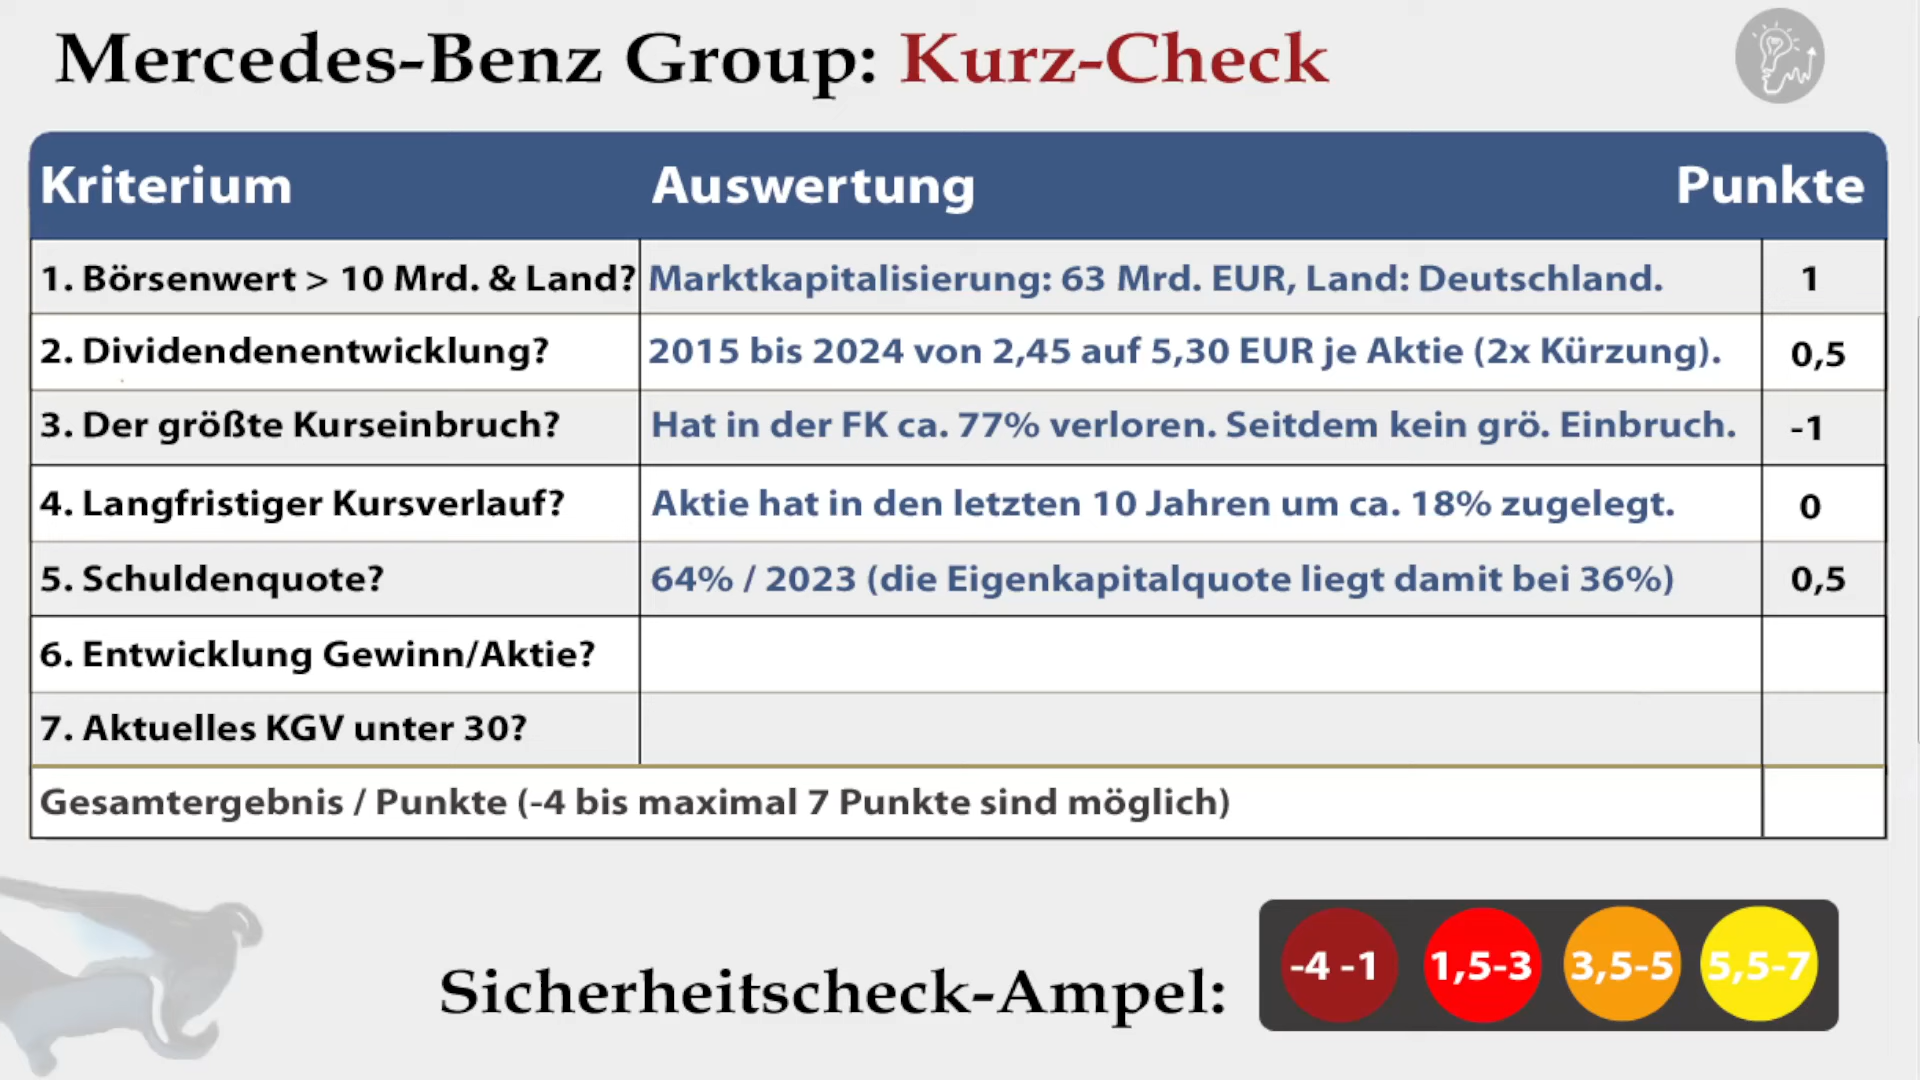 Mercedes-Benz Group: Kurz-Check
Kriterium Auswertung Punkte
1. Börsenwert > 10 Mrd. & Land? Marktkapitalisierung: 63 Mrd. EUR, Land: Deutschland. 1
2. Dividendenentwicklung? 2015 bis 2024 von 2,45 auf 5,30 EUR je Aktie (2x Kürzung). 0,5
3. Der größte Kurseinbruch? Hat in der FK ca. 77% verloren. Seitdem kein grö. Einbruch. -1
4. Langfristiger Kursverlauf? Aktie hat in den letzten 10 Jahren um ca. 18% zugelegt. 0
5. Schuldenquote? 64% / 2023 (die Eigenkapitalquote liegt damit bei 36%) 0,5
6. Entwicklung Gewinn/Aktie?
7. Aktuelles KGV unter 30?
Gesamtergebnis / Punkte (-4 bis maximal 7 Punkte sind möglich)
Sicherheitscheck-Ampel: -4 -1 1,5-3 3,5-5 5,5-7